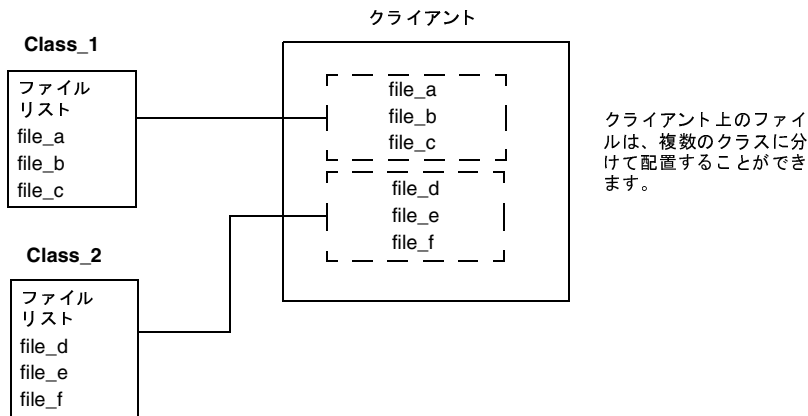 クライアント
Class_1
ファイル
リスト
file_a
file_b
file_c
file_a
file_b
file_c
file_d
file_e
file_f
クライアント上のファイ
ルは、複数のクラスに分
けて配置することができ
ます。
Class_2
ファイル
リスト
file_d
file_e
file_f